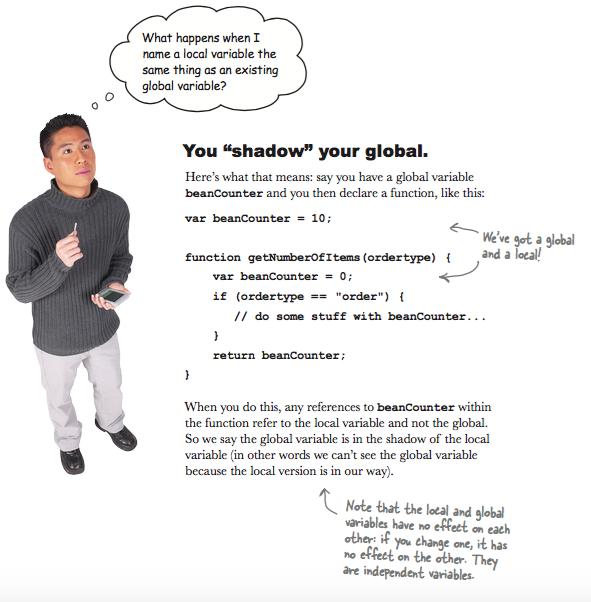 What happens when I
name a local variable the
same thing as an existing
global variable?
You “shadow” your global.
Here’s what that means: say you have a global variable
beanCounter and you then declare a function, like this:
var beanCounter = 10;
We’ve got a global
and a local!
function getNumberOfItems(ordertype) {
var beanCounter = 0;
if (ordertype == "order") {
// do some stuff with beanCounter...
}
return beanCounter;
}
When you do this, any references to beanCounter within
the function refer to the local variable and not the global.
So we say the global variable is in the shadow of the local
variable (in other words we can’t see the global variable
because the local version is in our way).
Note that the local and global
variables have no effect on each
other: if you change one, it has
no effect on the other. They
are independent variables.